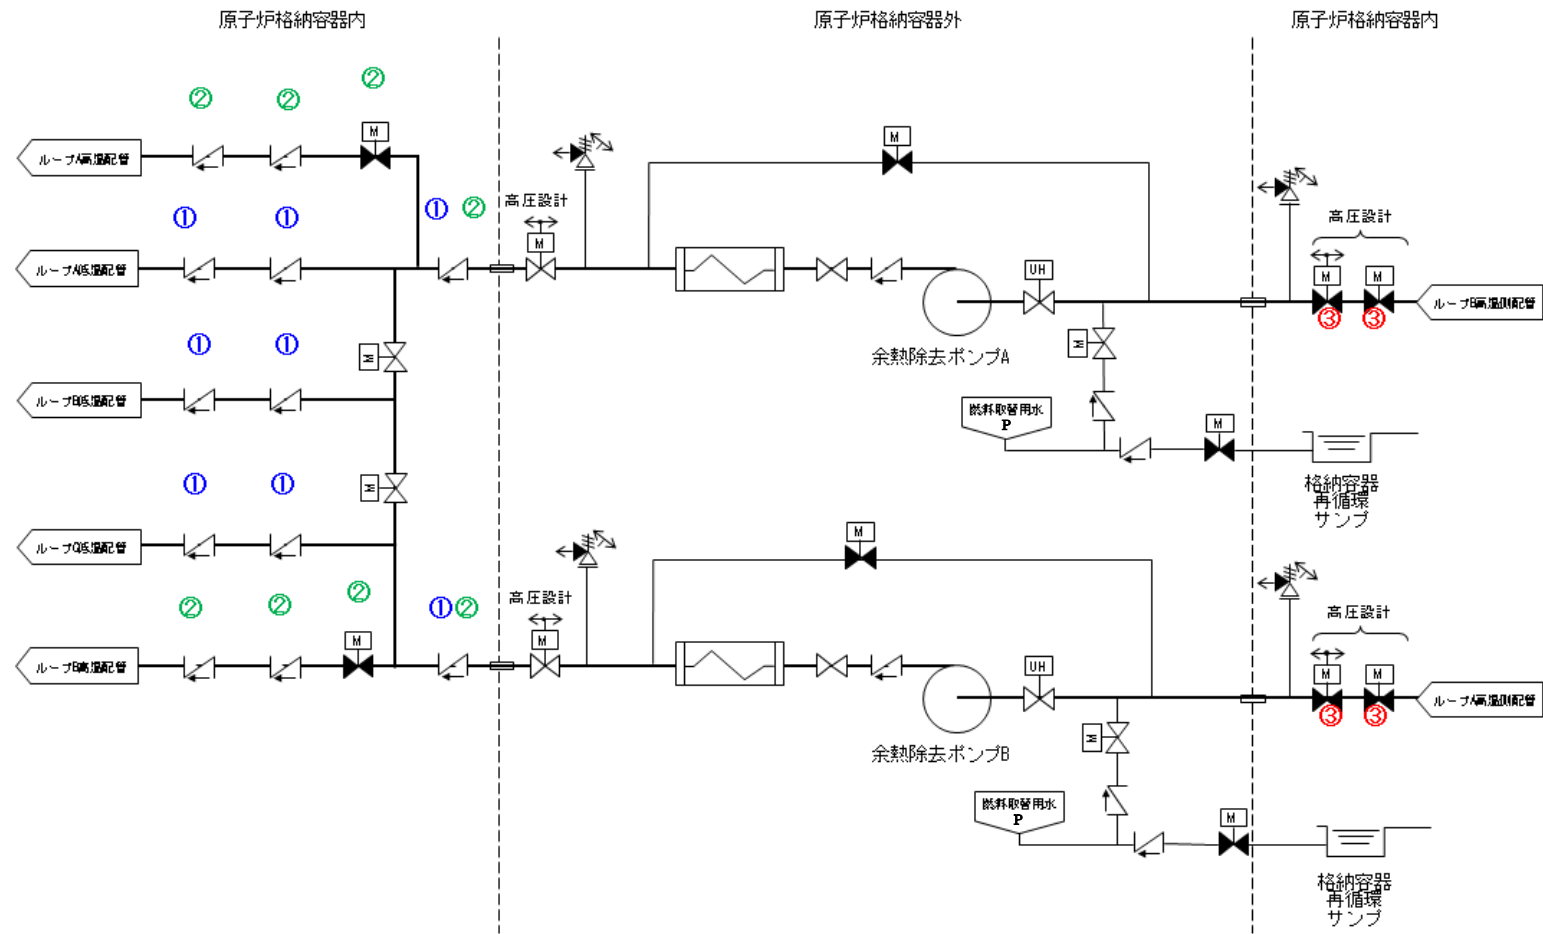 原子炉格納容器内
原子炉格納容器外
原子炉格納容器内
②
②
②
M
M
ループA高温配管
①
①
①
②
高圧設計
M
高圧設計
M
M
ループA低温配管
UH
ループB高温側配管
③
③
余熱除去ポンプA
①
①
M
M
ループB低温配管
燃料取替用水
P
M
格納容器
再循環
サンプ
①
①
M
ループC低温配管
M
②
②
②
①
②
高圧設計
M
M
高圧設計
M
M
ループB高温配管
UH
ループA高温側配管
③
③
余熱除去ポンプB
M
燃料取替用水
P
M
格納容器
再循環
サンプ